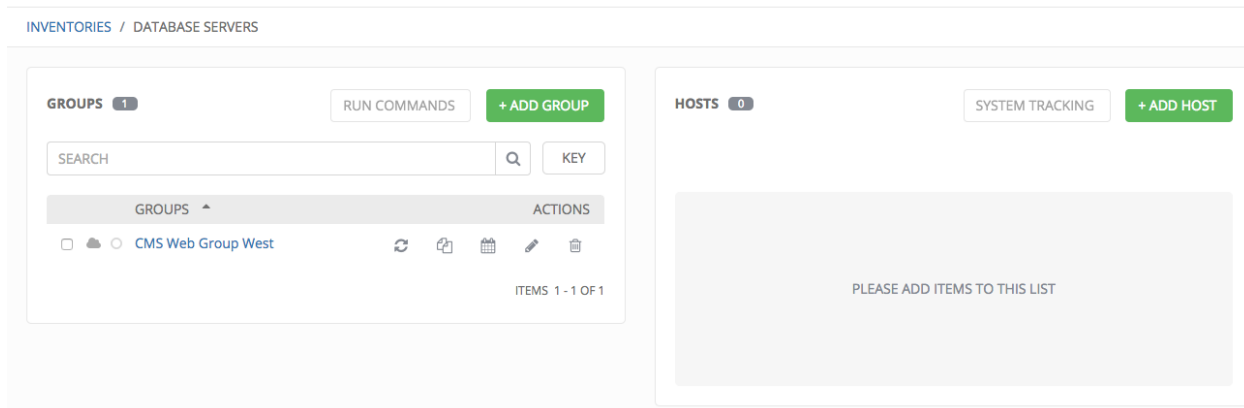 INVENTORIES / DATABASE SERVERS
GROUPS 1
RUN COMMANDS
+ ADD GROUP
SEARCH
KEY
GROUPS
ACTIONS
CMS Web Group West
ITEMS 1 - 1 OF 1
HOSTS 0
SYSTEM TRACKING
+ ADD HOST
PLEASE ADD ITEMS TO THIS LIST